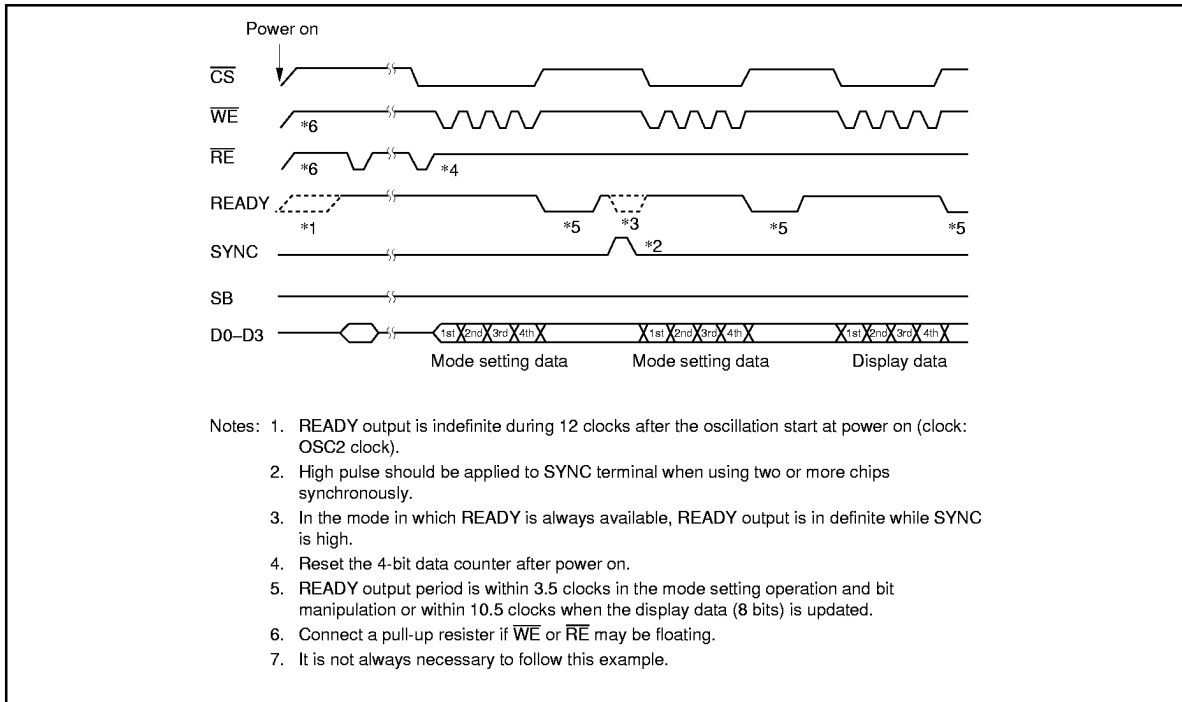 Power on
C̅S̅
W̅E̅ *6
R̅E̅ *6 *4
READY *1 *5 *3 *5 *5
SYNC *2
SB
D0–D3 1st 2nd 3rd 4th 1st 2nd 3rd 4th 1st 2nd 3rd 4th
Mode setting data Mode setting data Display data
Notes: 1. READY output is indefinite during 12 clocks after the oscillation start at power on (clock:
OSC2 clock).
2. High pulse should be applied to SYNC terminal when using two or more chips
synchronously.
3. In the mode in which READY is always available, READY output is in definite while SYNC
is high.
4. Reset the 4-bit data counter after power on.
5. READY output period is within 3.5 clocks in the mode setting operation and bit
manipulation or within 10.5 clocks when the display data (8 bits) is updated.
6. Connect a pull-up resister if W̅E̅ or R̅E̅ may be floating.
7. It is not always necessary to follow this example.